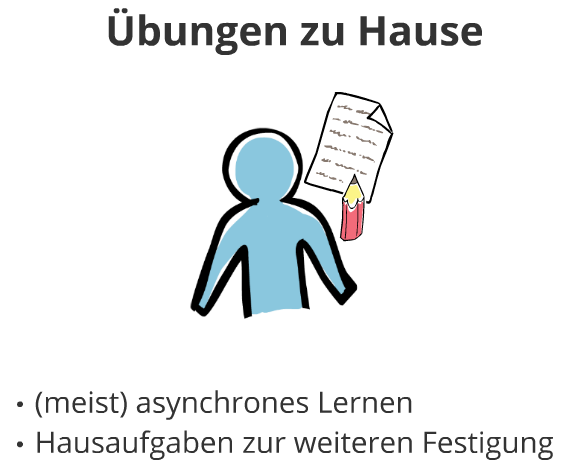 Übungen zu Hause
• (meist) asynchrones Lernen
• Hausaufgaben zur weiteren Festigung